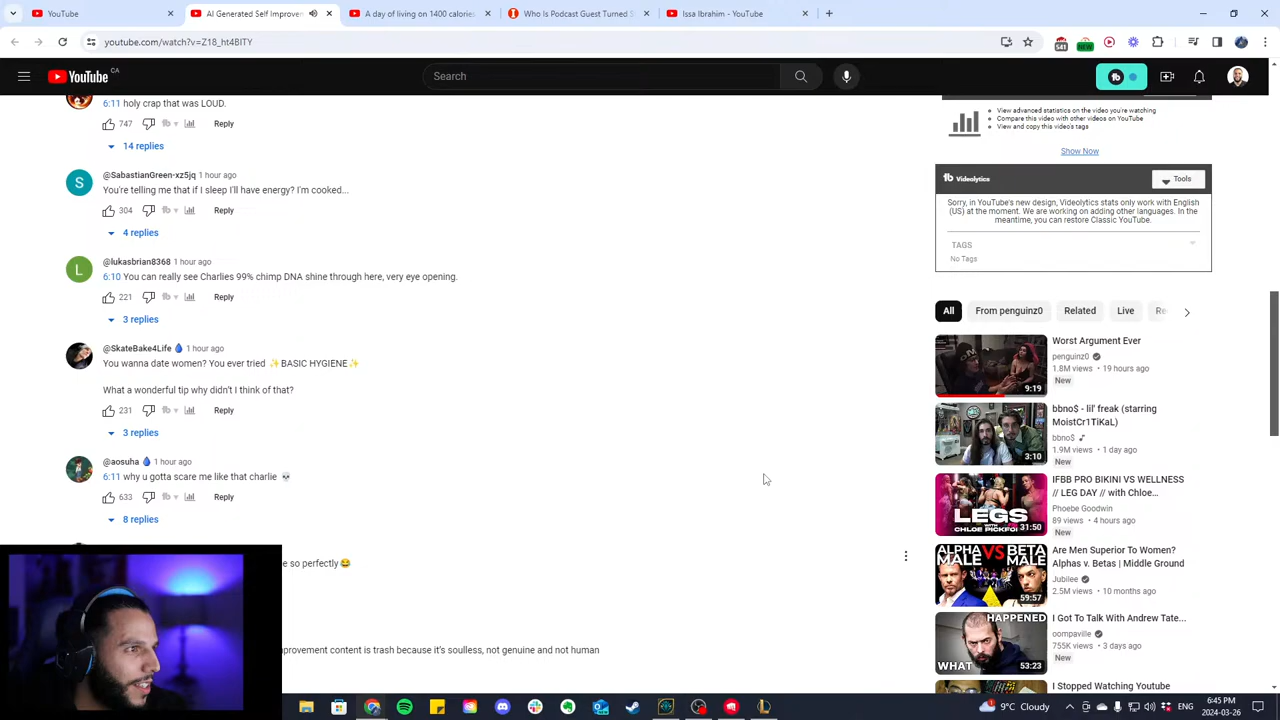 YouTube
AI Generated Self Improvem
A day of living on 1400 calories
Who Is Podcast Guest Turned
Issa Ibrahim - YouTube
youtube.com/watch?v=Z18_ht4BITY
541
NEW
YouTube
CA
Search
6:11 holy crap that was LOUD.
747
Reply
14 replies
S
@SabastianGreen-xz5jq 1 hour ago
You're telling me that if I sleep I'll have energy? I'm cooked...
304
Reply
4 replies
L
@lukasbrian8368 1 hour ago
6:10 You can really see Charlies 99% chimp DNA shine through here, very eye opening.
221
Reply
3 replies
@SkateBake4Life 💧 1 hour ago
You wanna date women? You ever tried ✨BASIC HYGIENE✨
What a wonderful tip why didn't I think of that?
231
Reply
3 replies
@aosuha 💧 1 hour ago
6:11 why u gotta scare me like that charlie 💀
633
Reply
8 replies
e so perfectly😂
provement content is trash because it's soulless, not genuine and not human
View advanced statistics on the video you're watching
Compare this video with other videos on YouTube
View and copy this video's tags
Show Now
Videolytics
Tools
Sorry, in YouTube's new design, Videolytics stats only work with English
(US) at the moment. We are working on adding other languages. In the
meantime, you can restore Classic YouTube.
TAGS
No Tags
All
From penguinz0
Related
Live
Re
9:19
Worst Argument Ever
penguinz0
1.8M views • 19 hours ago
New
3:10
bbno$ - lil' freak (starring
MoistCr1TiKaL)
bbno$
1.9M views • 1 day ago
New
LEGS
WITH
CHLOE PICKFO
31:50
IFBB PRO BIKINI VS WELLNESS
// LEG DAY // with Chloe...
Phoebe Goodwin
89 views • 4 hours ago
New
ALPHA VS BETA
MALE MALE
59:57
Are Men Superior To Women?
Alphas v. Betas | Middle Ground
Jubilee
2.5M views • 10 months ago
HAPPENED
WHAT
53:23
I Got To Talk With Andrew Tate...
oompaville
755K views • 3 days ago
New
I Stopped Watching Youtube
9°C Cloudy
ENG
6:45 PM
2024-03-26